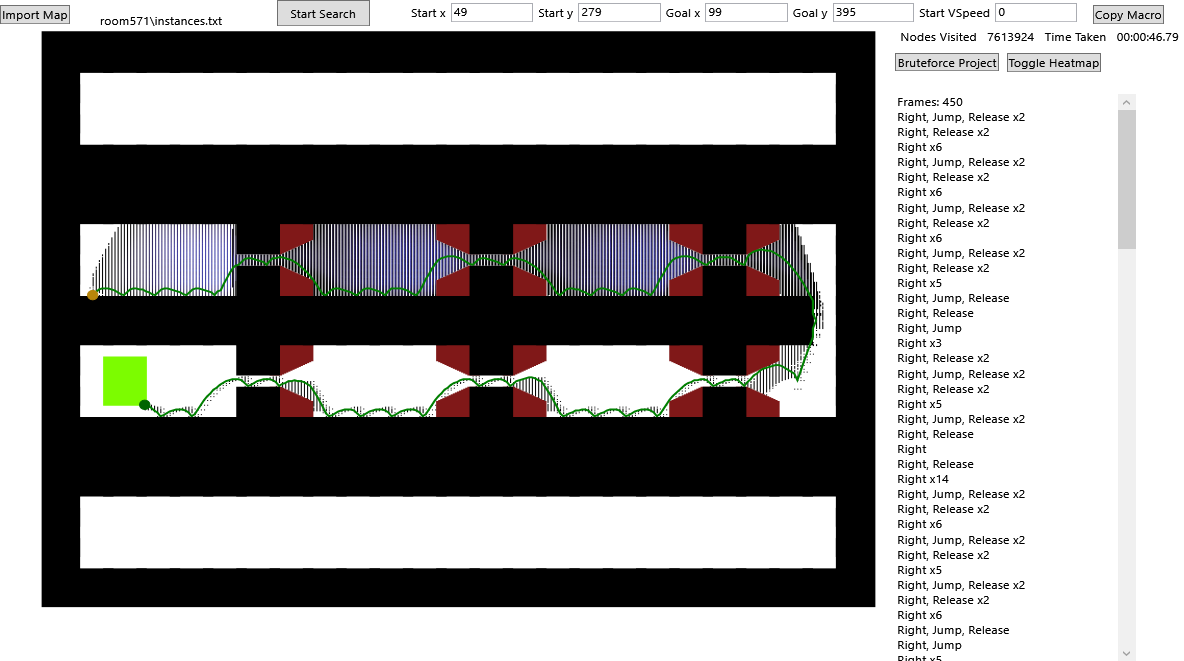 Import Map room571\instances.txt Start Search Start x 49 Start y 279 Goal x 99 Goal y 395 Start VSpeed 0 Copy Macro
Nodes Visited 7613924 Time Taken 00:00:46.79
Bruteforce Project Toggle Heatmap
Frames: 450
Right, Jump, Release x2
Right, Release x2
Right x6
Right, Jump, Release x2
Right, Release x2
Right x6
Right, Jump, Release x2
Right, Release x2
Right x6
Right, Jump, Release x2
Right, Release x2
Right x5
Right, Jump, Release
Right, Release
Right, Jump
Right x3
Right, Release x2
Right, Jump, Release x2
Right, Release x2
Right x5
Right, Jump, Release x2
Right, Release
Right
Right, Release
Right x14
Right, Jump, Release x2
Right, Release x2
Right x6
Right, Jump, Release x2
Right, Release x2
Right x5
Right, Jump, Release x2
Right, Release x2
Right x6
Right, Jump, Release
Right, Jump
Right x5